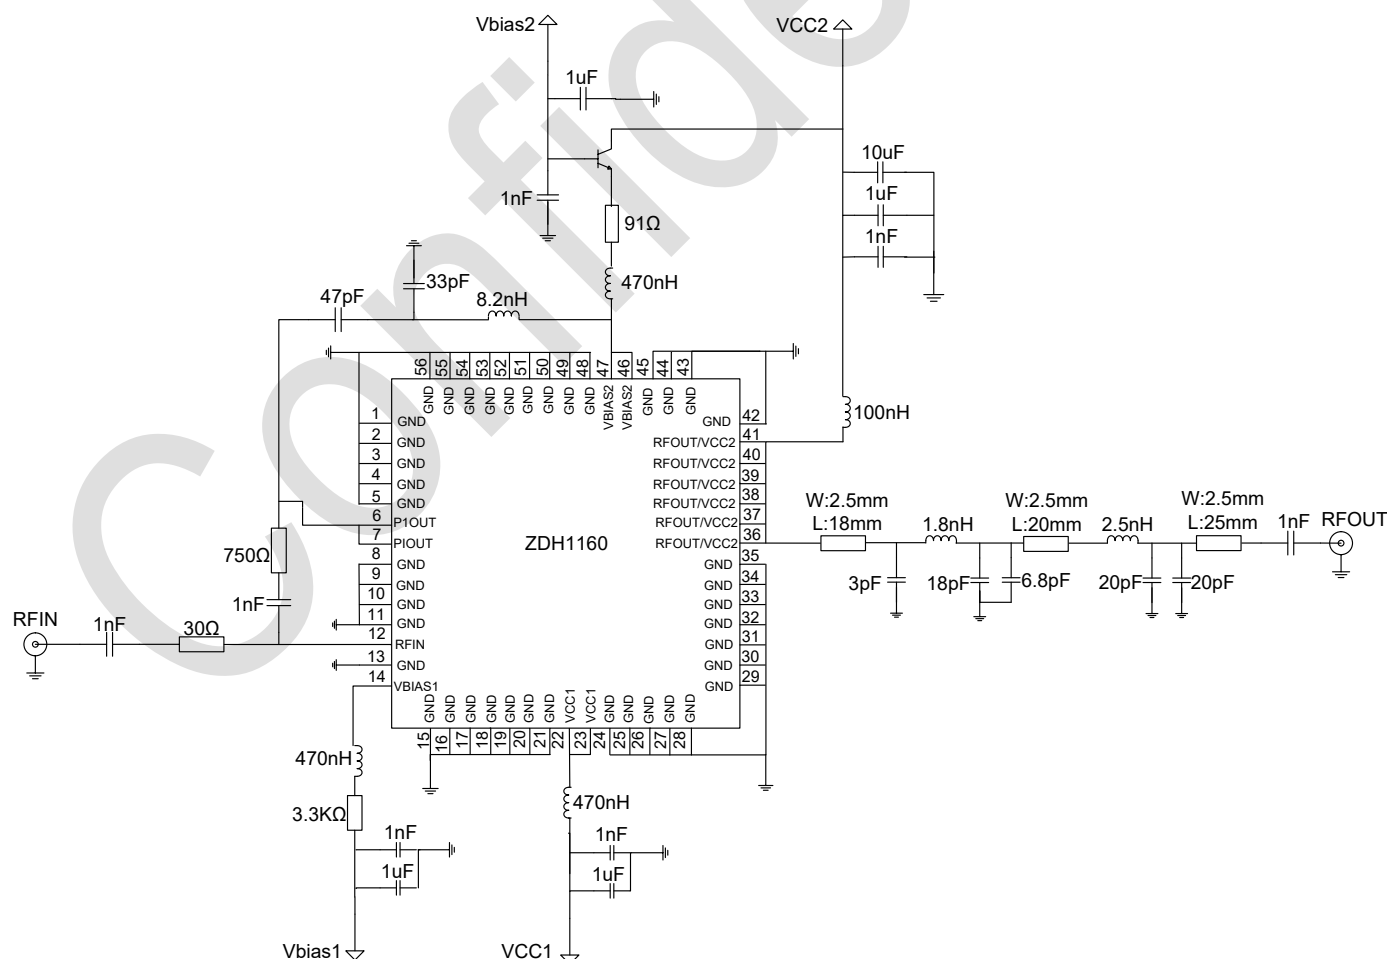 Confide
Vbias2
VCC2
1uF
10uF
1uF
1nF
1nF
91Ω
470nH
33pF
47pF
8.2nH
100nH
56 55 54 53 52 51 50 49 48 47 46 45 44 43
GND GND GND GND GND GND GND GND GND VBIAS2 VBIAS2 GND GND GND
1 GND
2 GND
3 GND
4 GND
5 GND
6 P1OUT
7 PIOUT
8 GND
9 GND
10 GND
11 GND
12 RFIN
13 GND
14 VBIAS1
ZDH1160
GND 42
RFOUT/VCC2 41
RFOUT/VCC2 40
RFOUT/VCC2 39
RFOUT/VCC2 38
RFOUT/VCC2 37
RFOUT/VCC2 36
GND 35
GND 34
GND 33
GND 32
GND 31
GND 30
GND 29
GND GND GND GND GND GND GND VCC1 VCC1 GND GND GND GND GND
15 16 17 18 19 20 21 22 23 24 25 26 27 28
750Ω
1nF
RFIN
1nF
30Ω
W:2.5mm
L:18mm
1.8nH
W:2.5mm
L:20mm
2.5nH
W:2.5mm
L:25mm
1nF
RFOUT
3pF
18pF
6.8pF
20pF
20pF
470nH
3.3KΩ
1nF
1uF
Vbias1
470nH
1nF
1uF
VCC1